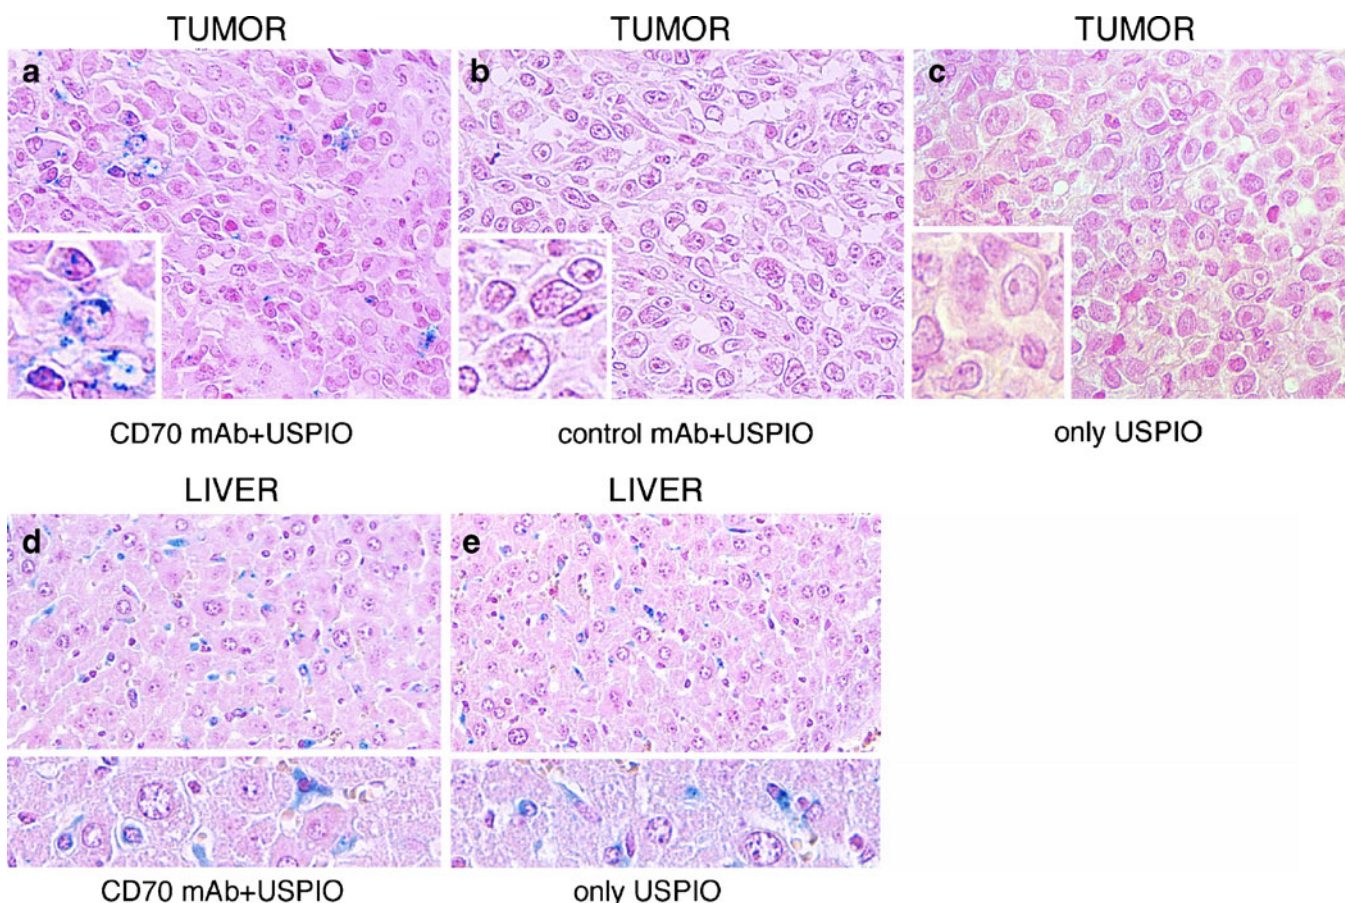 TUMOR TUMOR TUMOR
a b c
CD70 mAb+USPIO control mAb+USPIO only USPIO
LIVER LIVER
d e
CD70 mAb+USPIO only USPIO